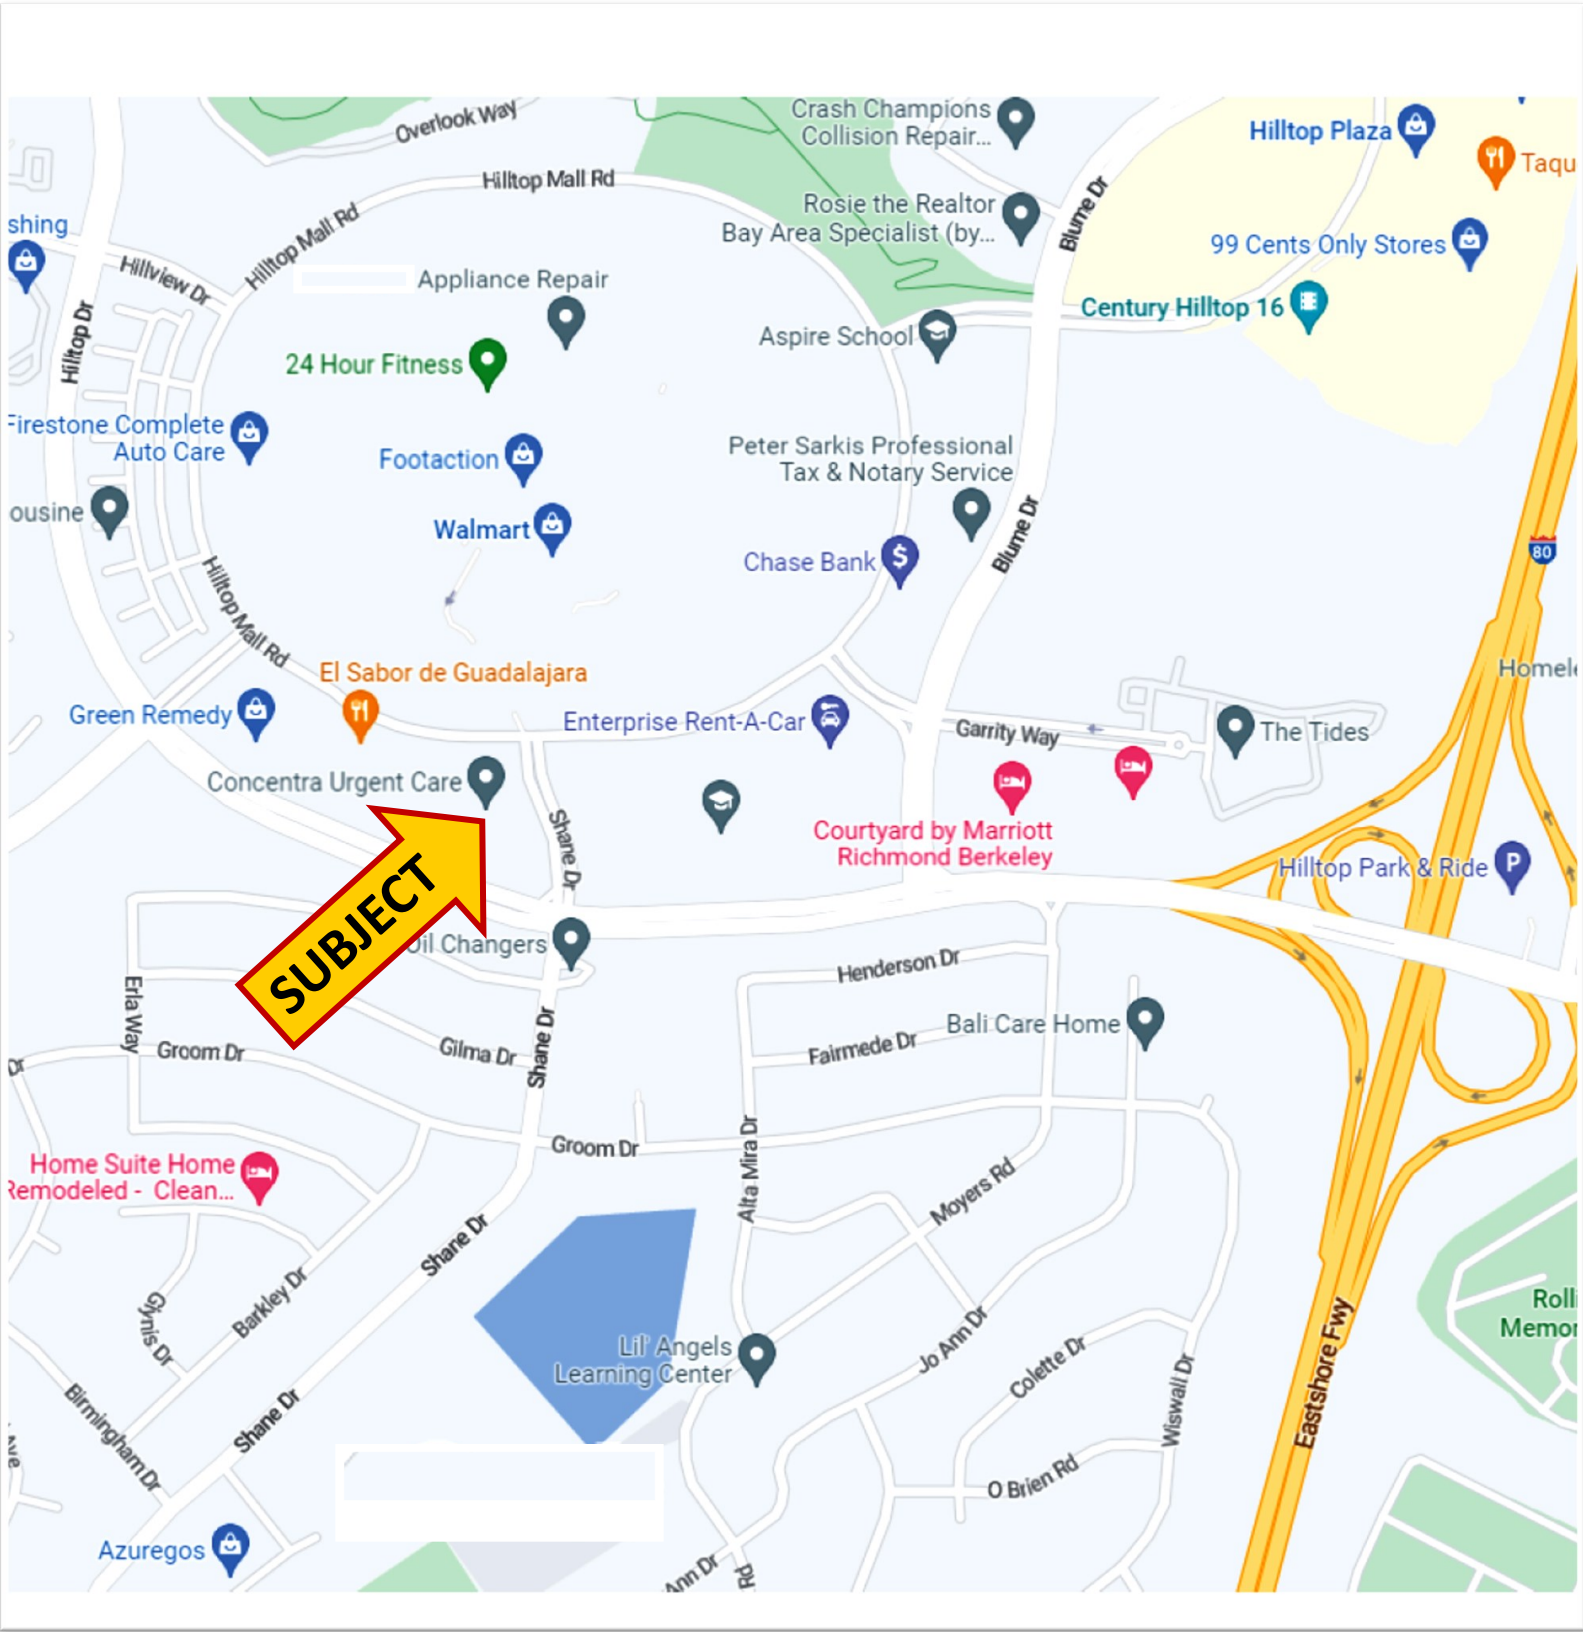 Overlook Way
Crash Champions
Collision Repair...
Hilltop Plaza
Taqu
Hilltop Mall Rd
Blume Dr
Rosie the Realtor
Bay Area Specialist (by...
shing
99 Cents Only Stores
Hilltop Mall Rd
Hillview Dr
Appliance Repair
Century Hilltop 16
Hilltop Dr
Aspire School
24 Hour Fitness
Firestone Complete
Auto Care
Footaction
Peter Sarkis Professional
Tax & Notary Service
ousine
Walmart
Blume Dr
80
Chase Bank
$
Hilltop Mall Rd
El Sabor de Guadalajara
Homele
Green Remedy
Enterprise Rent-A-Car
Garrity Way
The Tides
Concentra Urgent Care
Shane Dr
Courtyard by Marriott
Richmond Berkeley
Hilltop Park & Ride
P
SUBJECT
Oil Changers
Henderson Dr
Erla Way
Bali Care Home
Gilma Dr
Shane Dr
Fairmede Dr
Groom Dr
Dr
Groom Dr
Alta Mira Dr
Home Suite Home
Remodeled - Clean...
Moyers Rd
Shane Dr
Barkley Dr
Glynis Dr
Rolli
Memor
Lil' Angels
Learning Center
Jo Ann Dr
Colette Dr
Eastshore Fwy
Wiswall Dr
Birmingham Dr
Shane Dr
Ave
O Brien Rd
Azuregos
Ann Dr
Rd